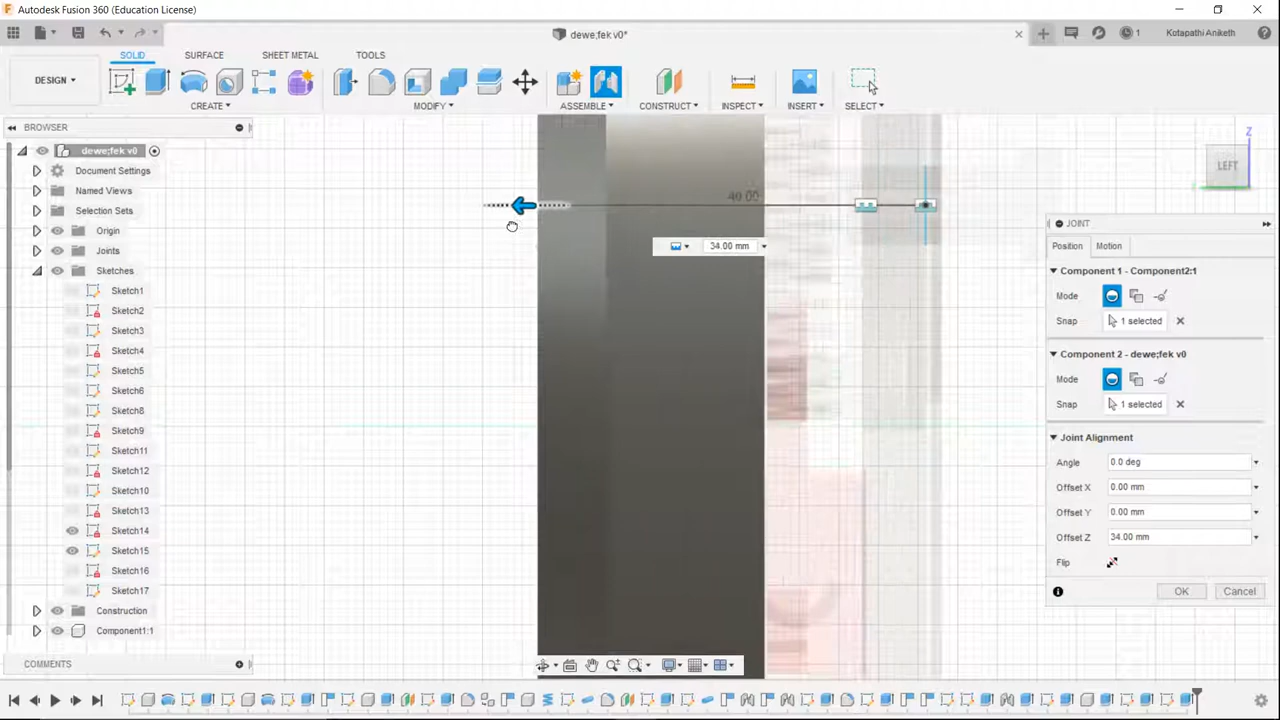 Autodesk Fusion 360 (Education License)
dewe;fek v0*
1
Kotapathi Aniketh
DESIGN
SOLID
SURFACE
SHEET METAL
TOOLS
CREATE
MODIFY
ASSEMBLE
CONSTRUCT
INSPECT
INSERT
SELECT
BROWSER
dewe;fek v0
Document Settings
Named Views
Selection Sets
Origin
Joints
Sketches
Sketch1
Sketch2
Sketch3
Sketch4
Sketch5
Sketch6
Sketch8
Sketch9
Sketch11
Sketch12
Sketch10
Sketch13
Sketch14
Sketch15
Sketch16
Sketch17
Construction
Component1:1
COMMENTS
40.00
34.00 mm
Z
LEFT
JOINT
Position
Motion
Component 1 - Component2:1
Mode
Snap
1 selected
Component 2 - dewe;fek v0
Mode
Snap
1 selected
Joint Alignment
Angle
0.0 deg
Offset X
0.00 mm
Offset Y
0.00 mm
Offset Z
34.00 mm
Flip
OK
Cancel